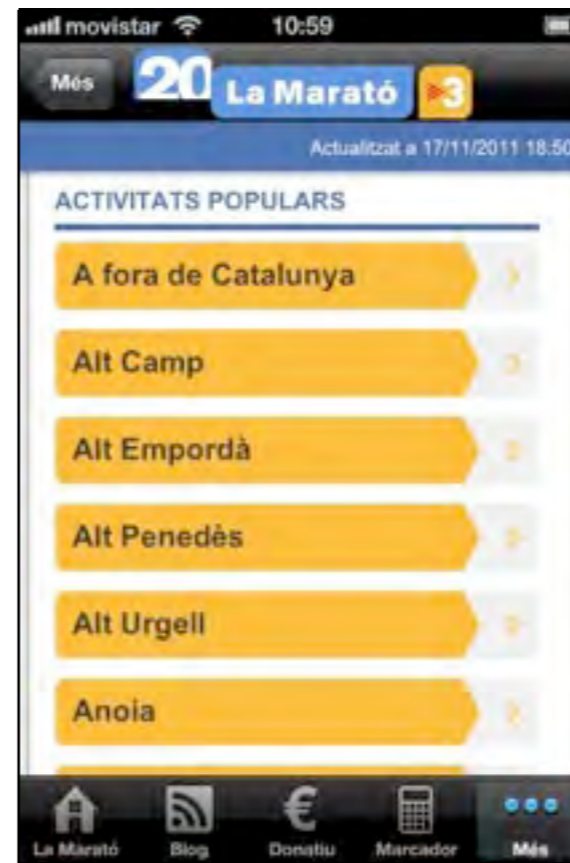 movistar 10:59
Més 20 La Marató 3
Actualitzat a 17/11/2011 18:50
ACTIVITATS POPULARS
A fora de Catalunya
Alt Camp
Alt Empordà
Alt Penedès
Alt Urgell
Anoia
La Marató Blog Donatiu Marcador Més